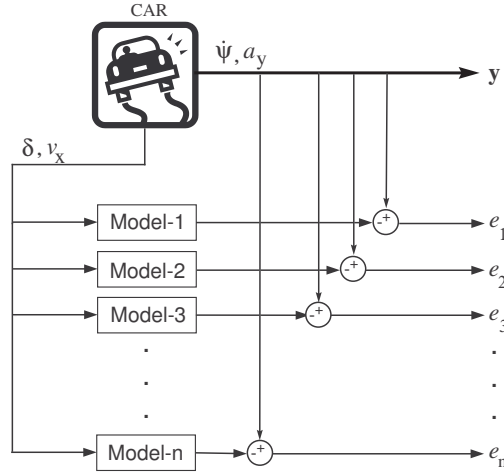 CAR
ψ̇, a_y
y
δ, v_x
Model-1
-
+
e_1
Model-2
-
+
e_2
Model-3
-
+
e_3
Model-n
-
+
e_n